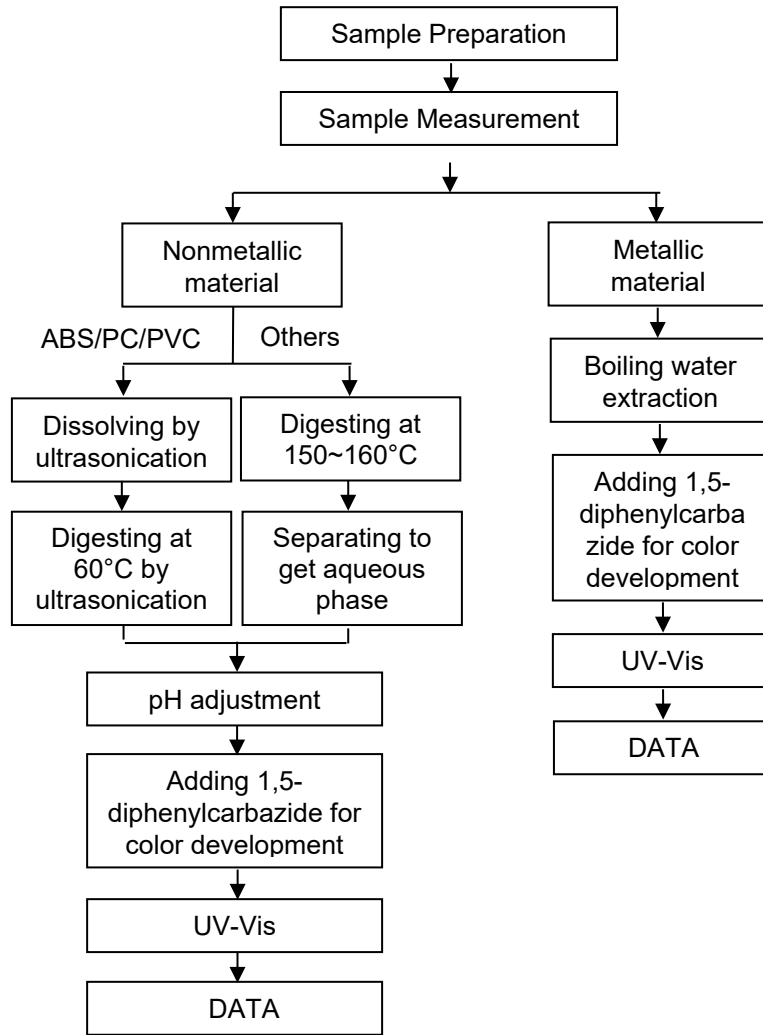 Sample Preparation
Sample Measurement
Nonmetallic
material
ABS/PC/PVC
Others
Dissolving by
ultrasonication
Digesting at
150~160°C
Digesting at
60°C by
ultrasonication
Separating to
get aqueous
phase
pH adjustment
Adding 1,5-
diphenylcarbazide for
color development
UV-Vis
DATA
Metallic
material
Boiling water
extraction
Adding 1,5-
diphenylcarba
zide for color
development
UV-Vis
DATA